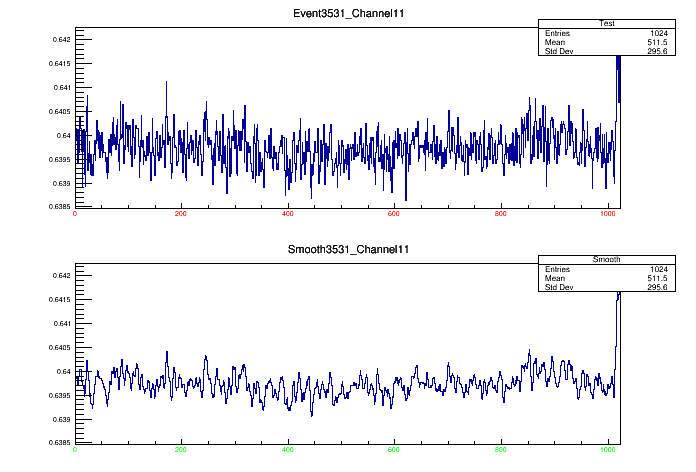 Event3531_Channel11
Test
Entries 1024
Mean 511.5
Std Dev 295.6
0.642
0.6415
0.641
0.6405
0.64
0.6395
0.639
0.6385
0 200 400 600 800 1000
Smooth3531_Channel11
Smooth
Entries 1024
Mean 511.5
Std Dev 295.6
0.642
0.6415
0.641
0.6405
0.64
0.6395
0.639
0.6385
0 200 400 600 800 1000